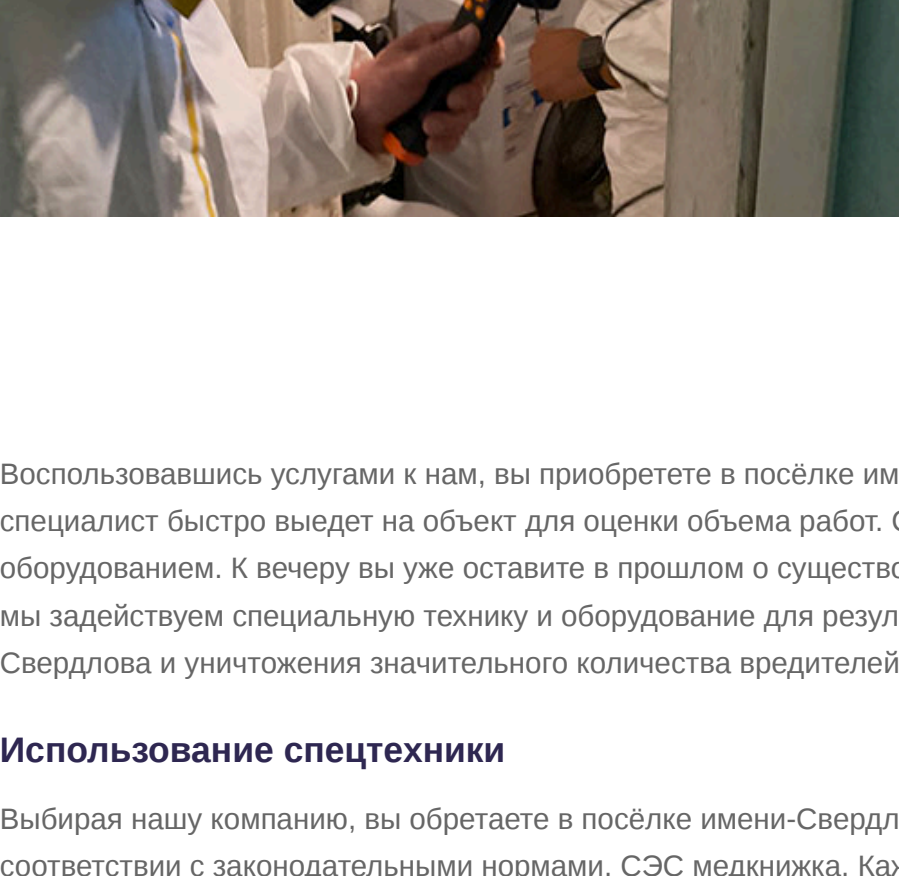 Воспользовавшись услугами к нам, вы приобретете в посёлке им
специалист быстро выедет на объект для оценки объема работ.
оборудованием. К вечеру вы уже оставите в прошлом о существо
мы задействуем специальную технику и оборудование для резул
Свердлова и уничтожения значительного количества вредителей
Использование спецтехники
Выбирая нашу компанию, вы обретаете в посёлке имени-Свердл
соответствии с законодательными нормами. СЭС медкнижка. Каж